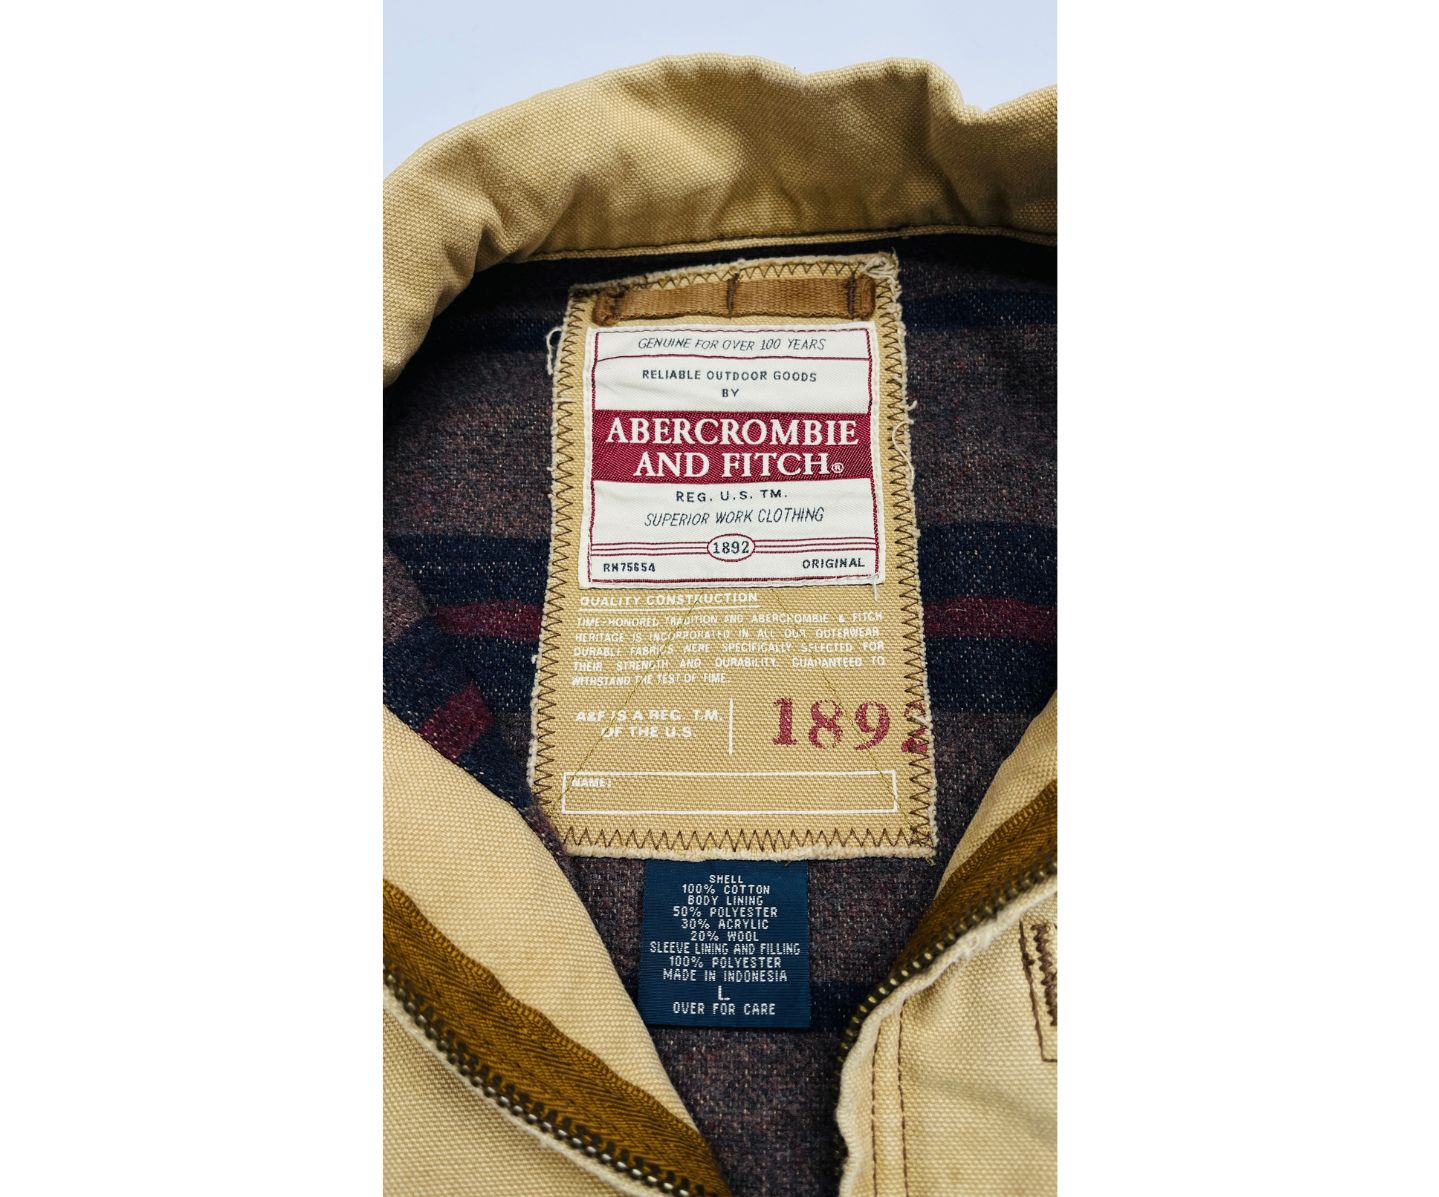 GENUINE FOR OVER 100 YEARS
RELIABLE OUTDOOR GOODS
BY
ABERCROMBIE
AND FITCH®
REG. U.S. TM.
SUPERIOR WORK CLOTHING
1892
RN75654 ORIGINAL
QUALITY CONSTRUCTION
TIME-HONORED TRADITION AND ABERCROMBIE & FITCH
HERITAGE IS INCORPORATED IN ALL OUR OUTERWEAR.
DURABLE FABRICS WERE SPECIFICALLY SELECTED FOR
THEIR STRENGTH AND DURABILITY. GUARANTEED TO
WITHSTAND THE TEST OF TIME.
A&F IS A REG. T.M.
OF THE U.S
1892
NAME:
SHELL
100% COTTON
BODY LINING
50% POLYESTER
30% ACRYLIC
20% WOOL
SLEEVE LINING AND FILLING
100% POLYESTER
MADE IN INDONESIA
L
OVER FOR CARE